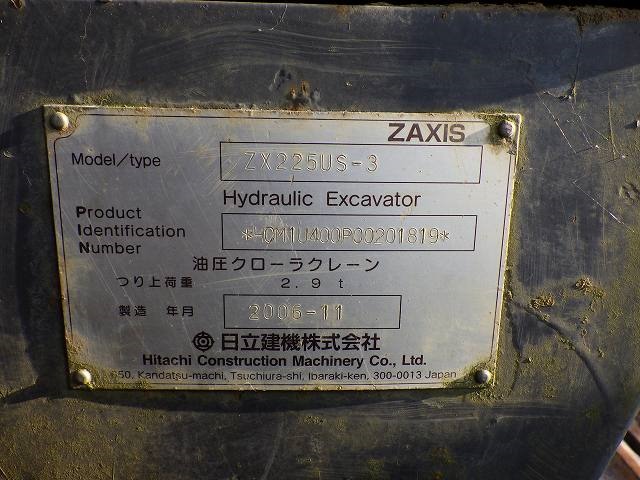 ZAXIS
Model/type ZX225US-3
Hydraulic Excavator
Product
Identification
Number *HCM1U400P00201819*
油圧クローラクレーン
つり上荷重 2.9 t
製造 年月 2006-11
日立建機株式会社
Hitachi Construction Machinery Co., Ltd.
650, Kandatsu-machi, Tsuchiura-shi, Ibaraki-ken, 300-0013 Japan